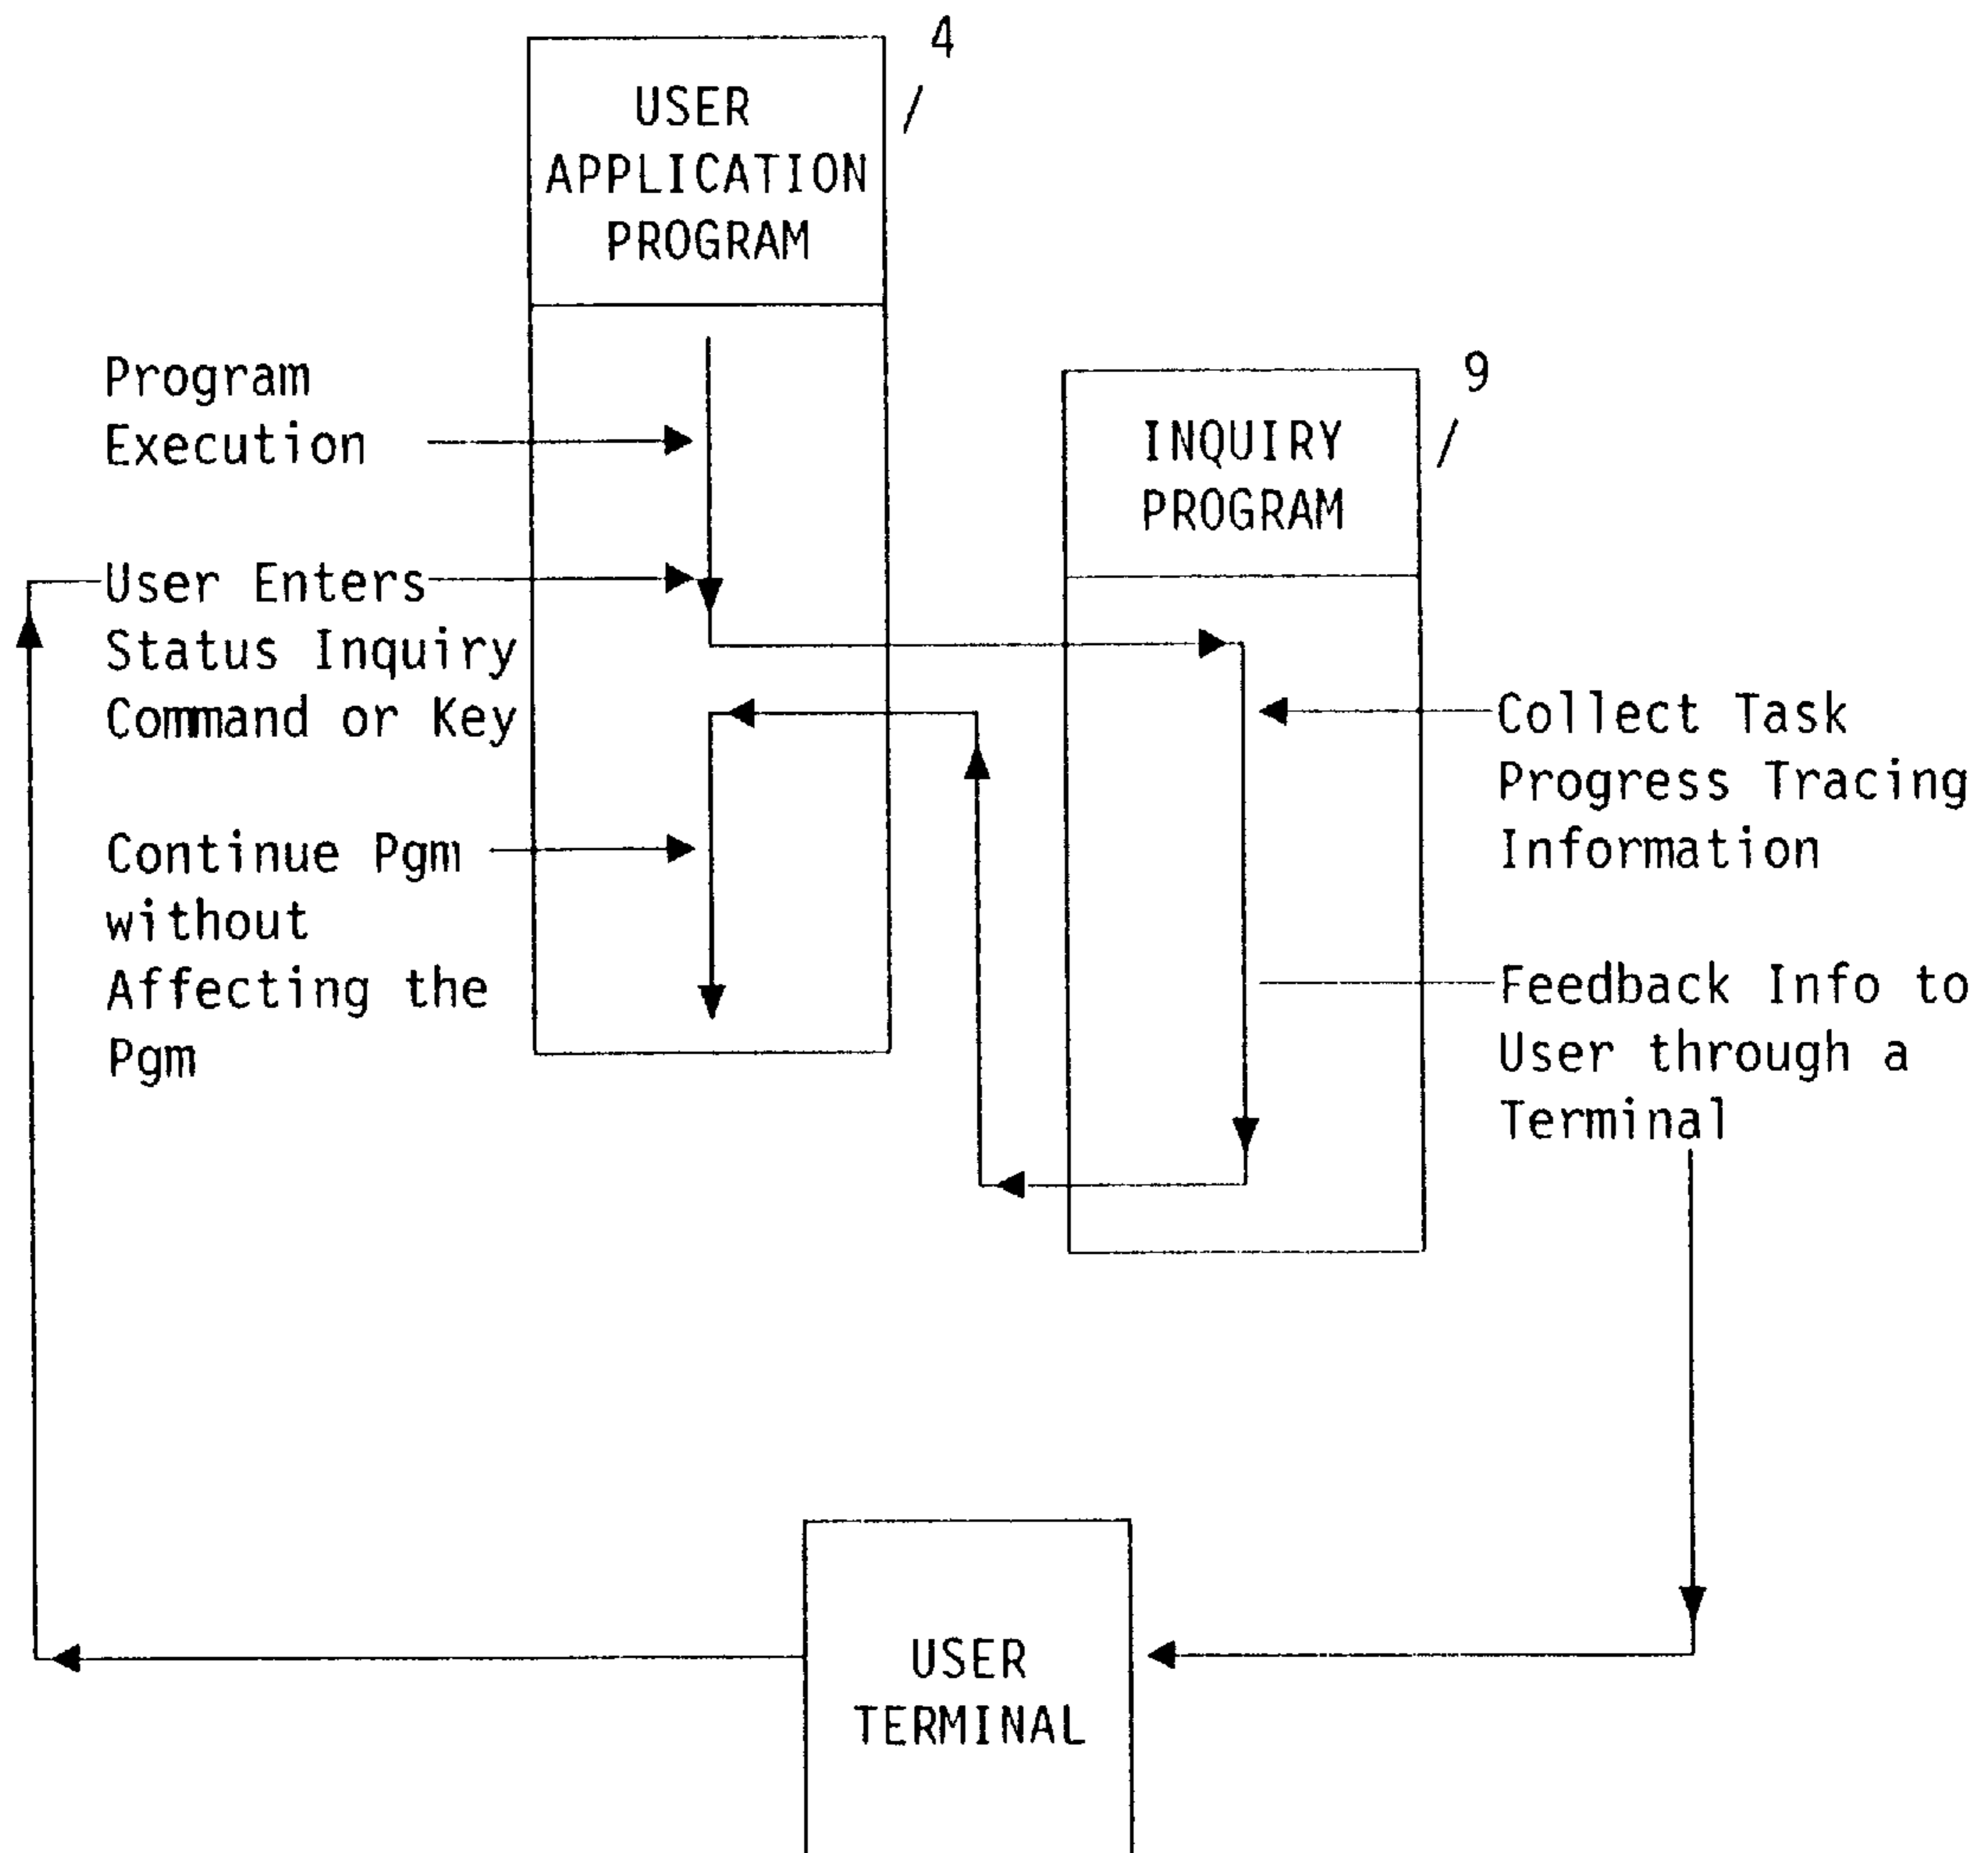 4
USER
APPLICATION
PROGRAM
Program
Execution
9
INQUIRY
PROGRAM
User Enters
Status Inquiry
Command or Key
Collect Task
Progress Tracing
Information
Continue Pgm
without
Affecting the
Pgm
Feedback Info to
User through a
Terminal
USER
TERMINAL